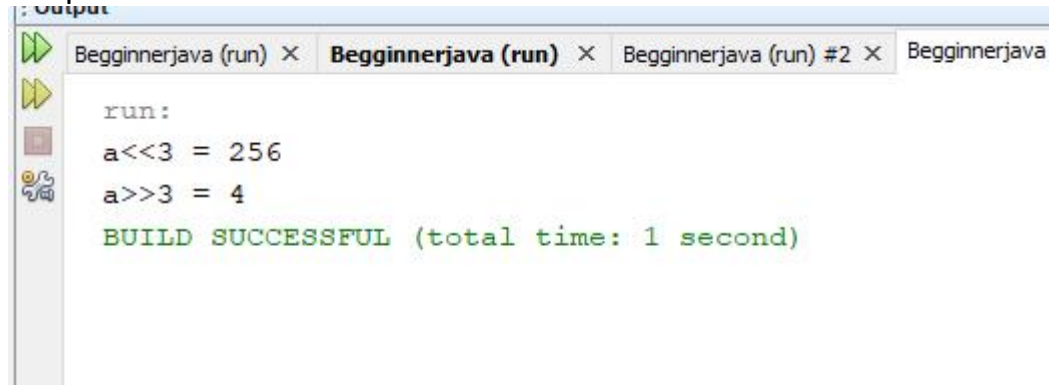 : Output
Begginnerjava (run) × Begginnerjava (run) × Begginnerjava (run) #2 × Begginnerjava
run:
a<<3 = 256
a>>3 = 4
BUILD SUCCESSFUL (total time: 1 second)